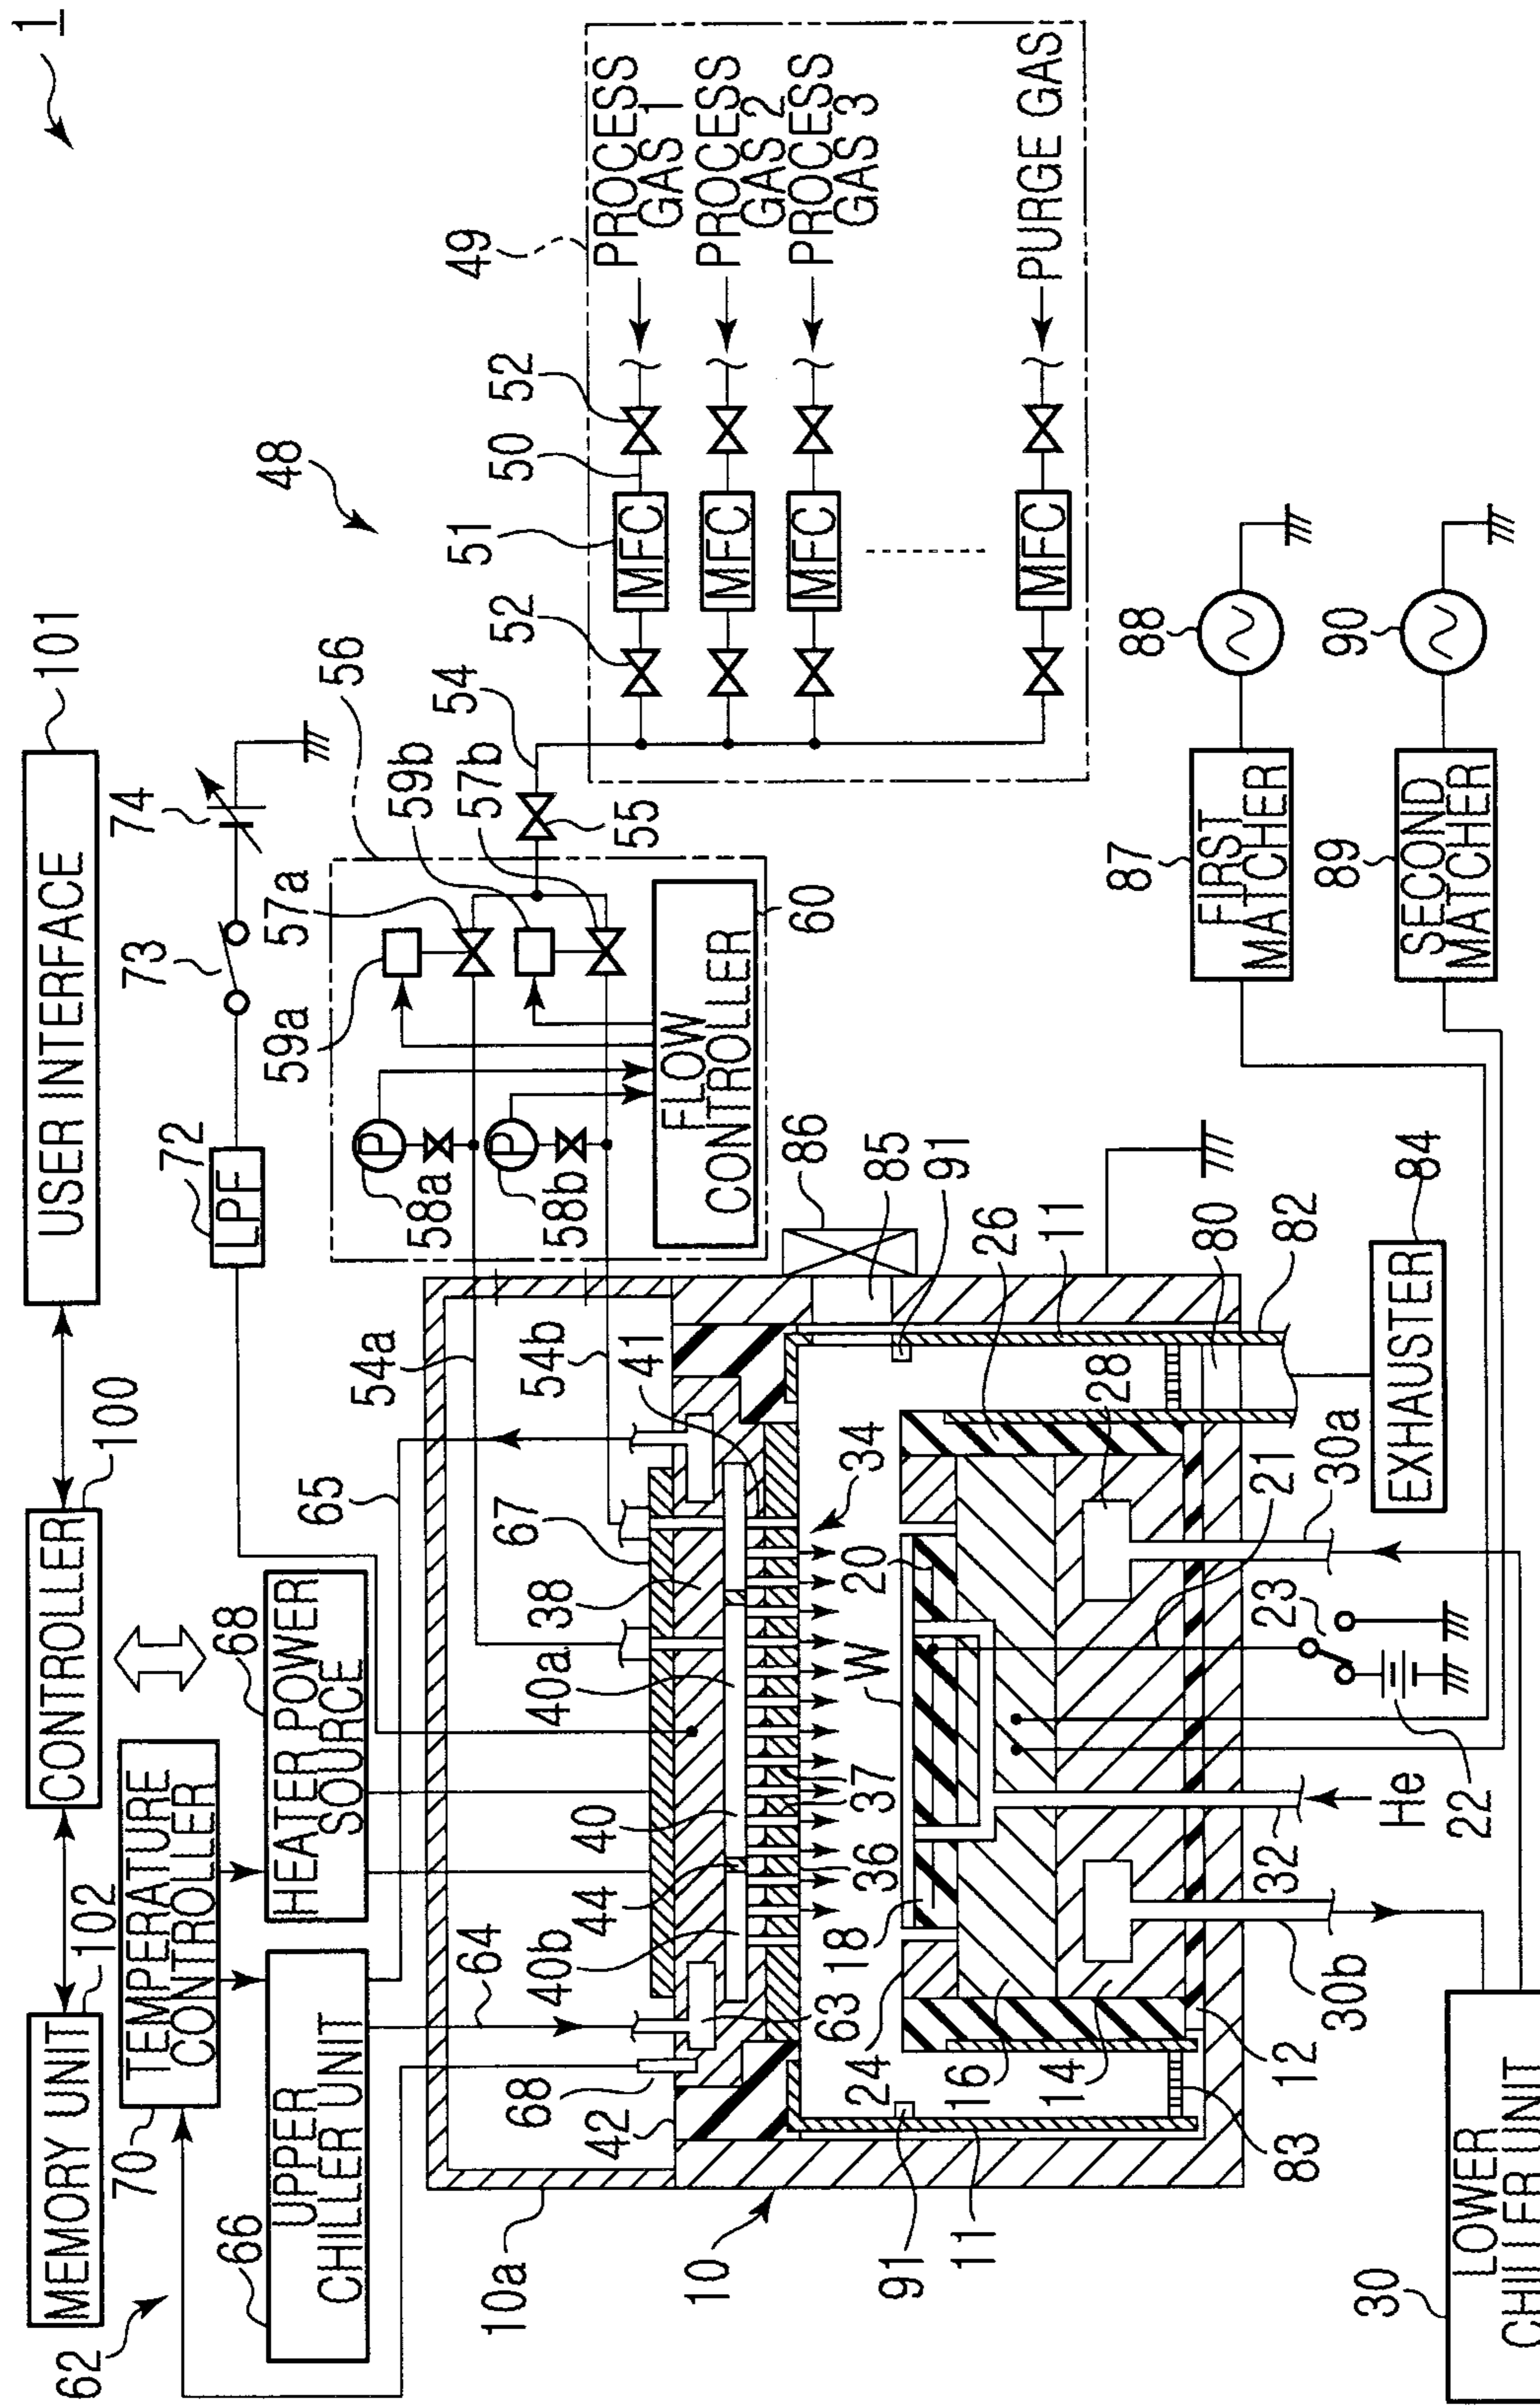 1
MEMORY UNIT
102
CONTROLLER
100
USER INTERFACE
101
62
70
TEMPERATURE
CONTROLLER
66
UPPER
CHILLER UNIT
68
HEATER POWER
SOURCE
72
LPF
73
74
56
48
49
64
65
59a
57a
59b
57b
54
55
58a
P
58b
P
FLOW
CONTROLLER
60
52
51
50
52
MFC
MFC
MFC
MFC
PROCESS
GAS 1
PROCESS
GAS 2
PROCESS
GAS 3
PURGE GAS
10a
68
42
63
40b
44
40
40a
38
67
41
54a
54b
10
91
11
24
18
36
37
W
20
34
86
85
91
26
11
16
14
28
12
83
30b
32
He
22
23
21
30a
80
82
EXHAUSTER
84
87
FIRST
MATCHER
88
89
SECOND
MATCHER
90
30
LOWER
CHILLER UNIT